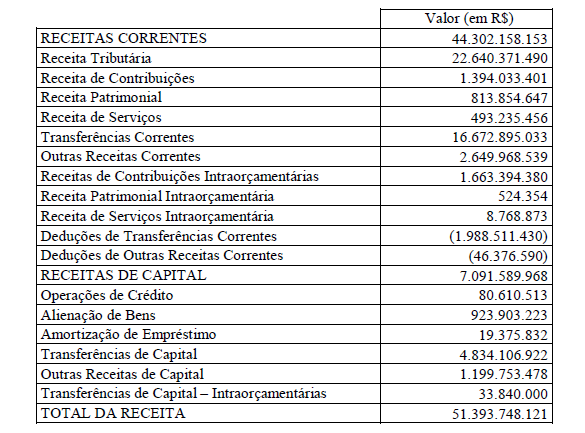 Valor (em R$)
RECEITAS CORRENTES 44.302.158.153
Receita Tributária 22.640.371.490
Receita de Contribuições 1.394.033.401
Receita Patrimonial 813.854.647
Receita de Serviços 493.235.456
Transferências Correntes 16.672.895.033
Outras Receitas Correntes 2.649.968.539
Receitas de Contribuições Intraorçamentárias 1.663.394.380
Receita Patrimonial Intraorçamentária 524.354
Receita de Serviços Intraorçamentária 8.768.873
Deduções de Transferências Correntes (1.988.511.430)
Deduções de Outras Receitas Correntes (46.376.590)
RECEITAS DE CAPITAL 7.091.589.968
Operações de Crédito 80.610.513
Alienação de Bens 923.903.223
Amortização de Empréstimo 19.375.832
Transferências de Capital 4.834.106.922
Outras Receitas de Capital 1.199.753.478
Transferências de Capital – Intraorçamentárias 33.840.000
TOTAL DA RECEITA 51.393.748.121